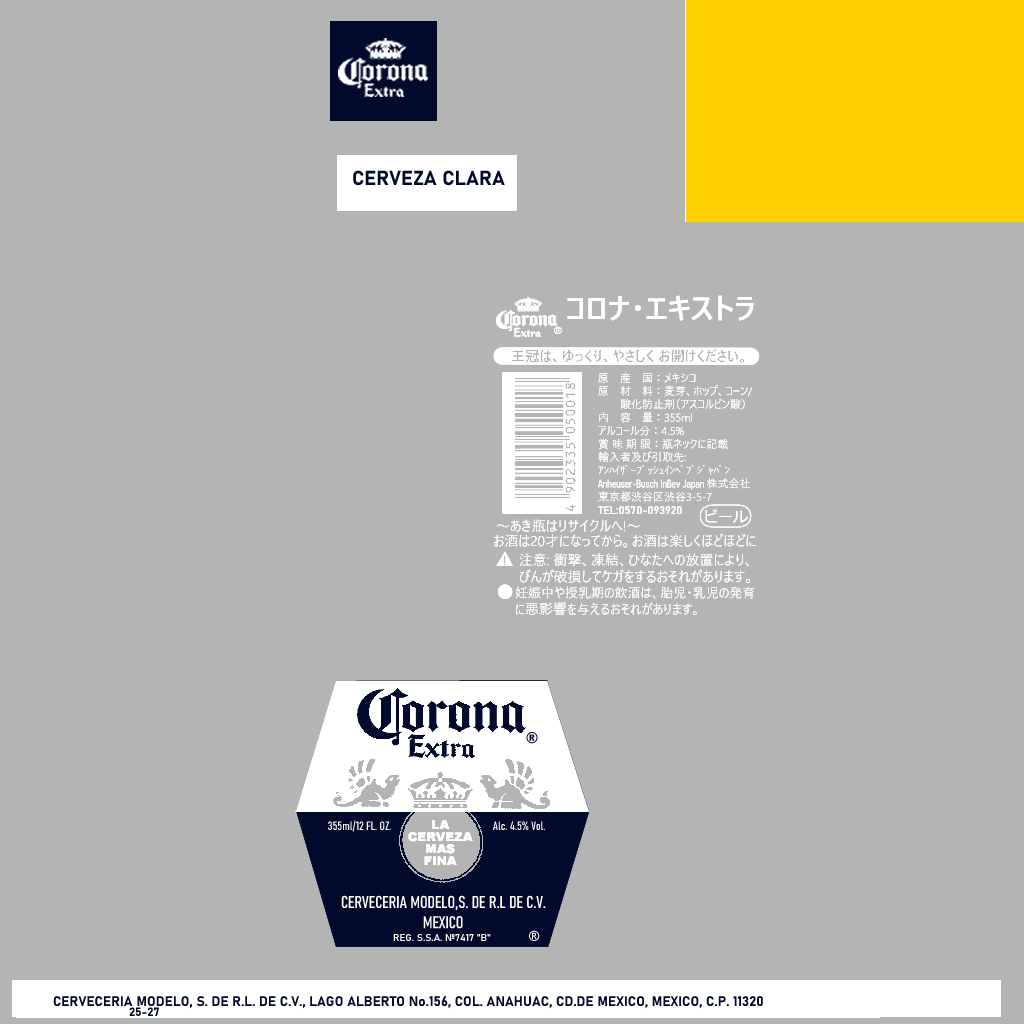 Corona
Extra
CERVEZA CLARA
Corona
Extra
®
コロナ・エキストラ
王冠は、ゆっくり、やさしく お開けください。
4 902335 050018
原 産 国：メキシコ
原 材 料：麦芽、ホップ、コーン/
酸化防止剤(アスコルビン酸)
内 容 量：355ml
アルコール分：4.5%
賞味期限：瓶ネックに記載
輸入者及び引取先:
ｱﾝﾊｲｻﾞｰﾌﾞｯｼｭｲﾝﾍﾞﾌﾞｼﾞｬﾊﾟﾝ
Anheuser-Busch InBev Japan 株式会社
東京都渋谷区渋谷3-5-7
TEL:0570-093920
ビール
～あき瓶はリサイクルへ!～
お酒は20才になってから。お酒は楽しくほどほどに
注意: 衝撃、凍結、ひなたへの放置により、
びんが破損してケガをするおそれがあります。
●妊娠中や授乳期の飲酒は、胎児・乳児の発育
に悪影響を与えるおそれがあります。
Corona
Extra
®
355ml/12 FL. OZ.
LA
CERVEZA
MAS
FINA
Alc. 4.5% Vol.
CERVECERIA MODELO,S. DE R.L DE C.V.
MEXICO
REG. S.S.A. Nº7417 "B"
®
CERVECERIA MODELO, S. DE R.L. DE C.V., LAGO ALBERTO No.156, COL. ANAHUAC, CD.DE MEXICO, MEXICO, C.P. 11320
25-27